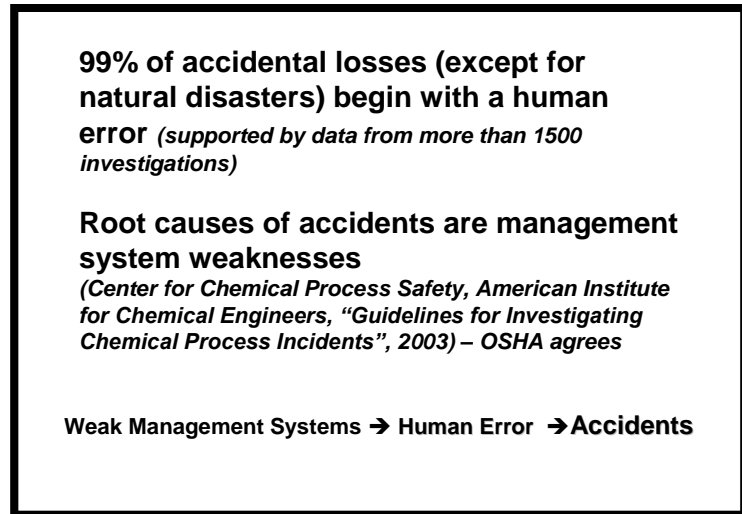 99% of accidental losses (except for
natural disasters) begin with a human
error (supported by data from more than 1500
investigations)
Root causes of accidents are management
system weaknesses
(Center for Chemical Process Safety, American Institute
for Chemical Engineers, “Guidelines for Investigating
Chemical Process Incidents”, 2003) – OSHA agrees
Weak Management Systems ➔ Human Error ➔Accidents